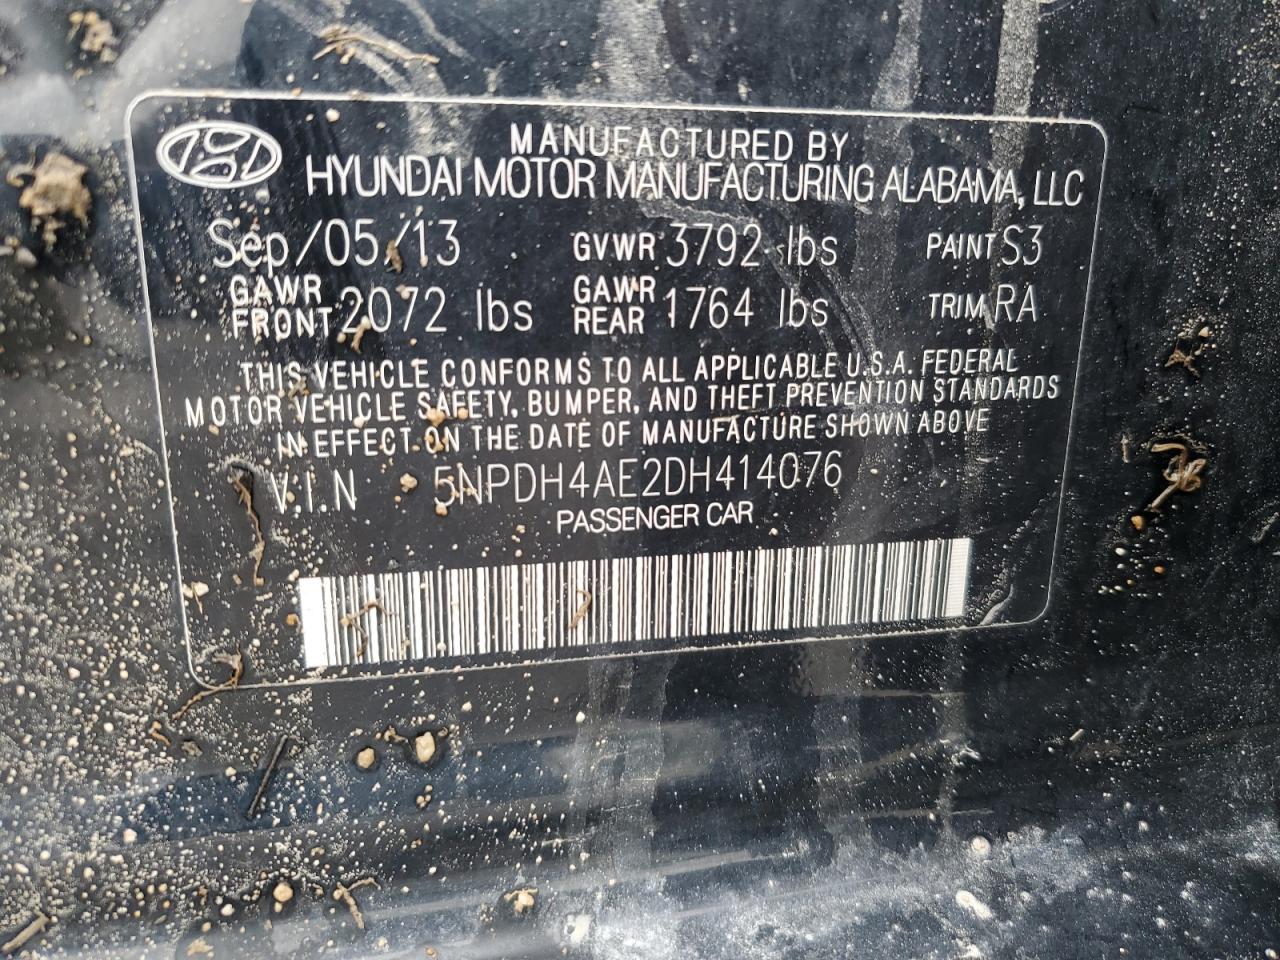 MANUFACTURED BY
HYUNDAI MOTOR MANUFACTURING ALABAMA, LLC
Sep/05/13 GVWR 3792 lbs PAINT S3
GAWR FRONT 2072 lbs GAWR REAR 1764 lbs TRIM RA
THIS VEHICLE CONFORMS TO ALL APPLICABLE U.S.A. FEDERAL
MOTOR VEHICLE SAFETY, BUMPER, AND THEFT PREVENTION STANDARDS
IN EFFECT ON THE DATE OF MANUFACTURE SHOWN ABOVE
V.I.N 5NPDH4AE2DH414076
PASSENGER CAR